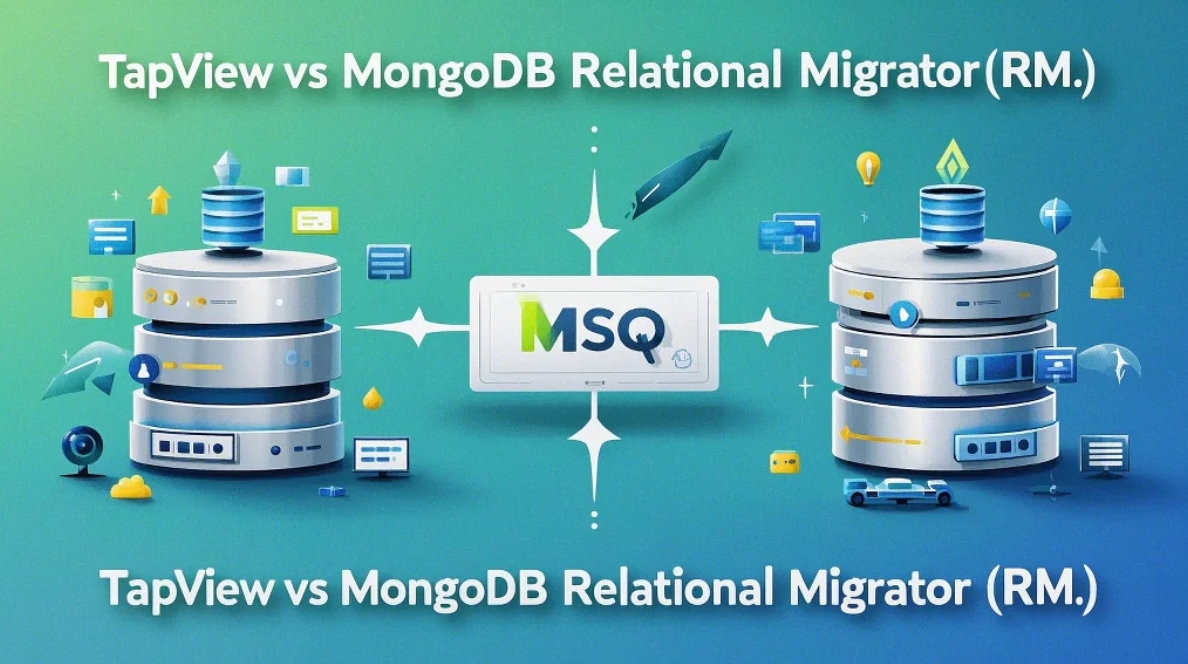 TapView vs MongoDB Relational Migrator (RM.)
MSQ
TapView vs MongoDB Relational Migrator (RM.)